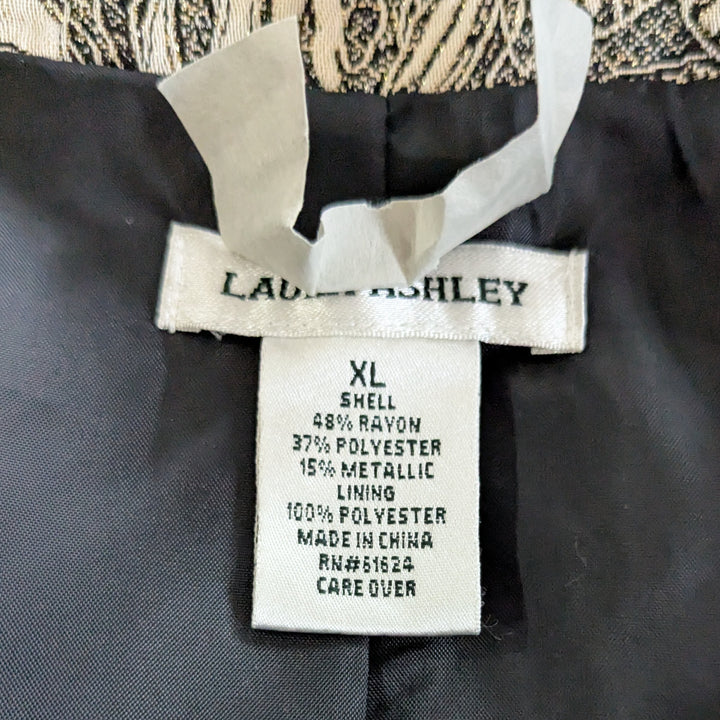 ASHLEY
XL
SHELL
48% RAYON
37% POLYESTER
15% METALLIC
LINING
100% POLYESTER
MADE IN CHINA
RN#61624
CARE OVER